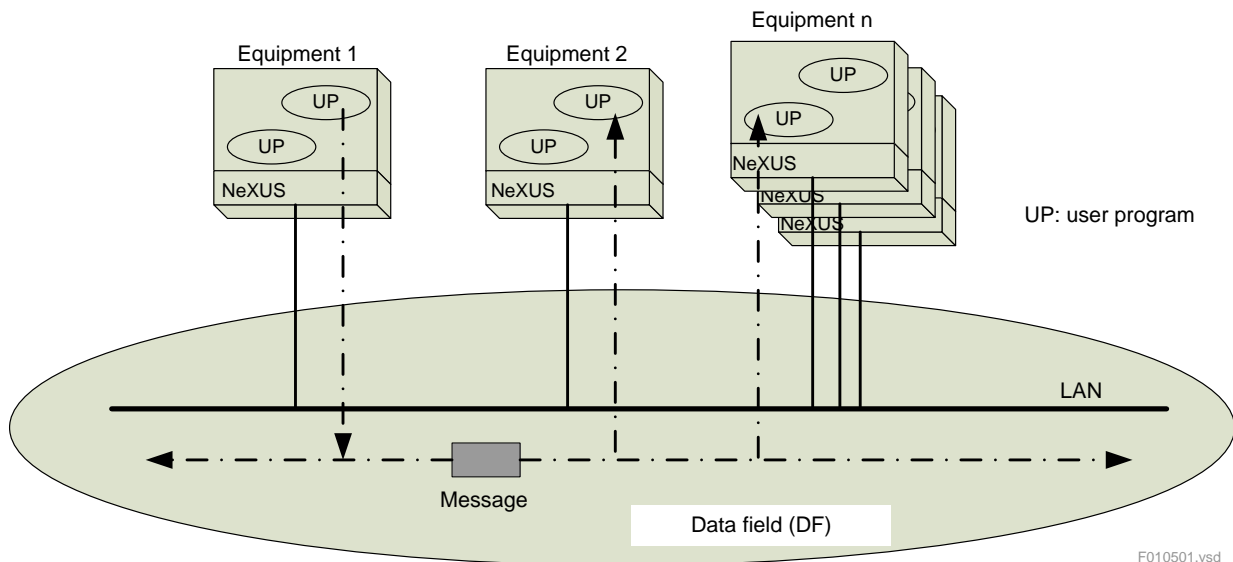 Equipment 1
Equipment 2
Equipment n
UP
UP
UP
UP
UP
UP
NeXUS
NeXUS
NeXUS
NeXUS
NeXUS
UP: user program
LAN
Message
Data field (DF)
F010501.vsd